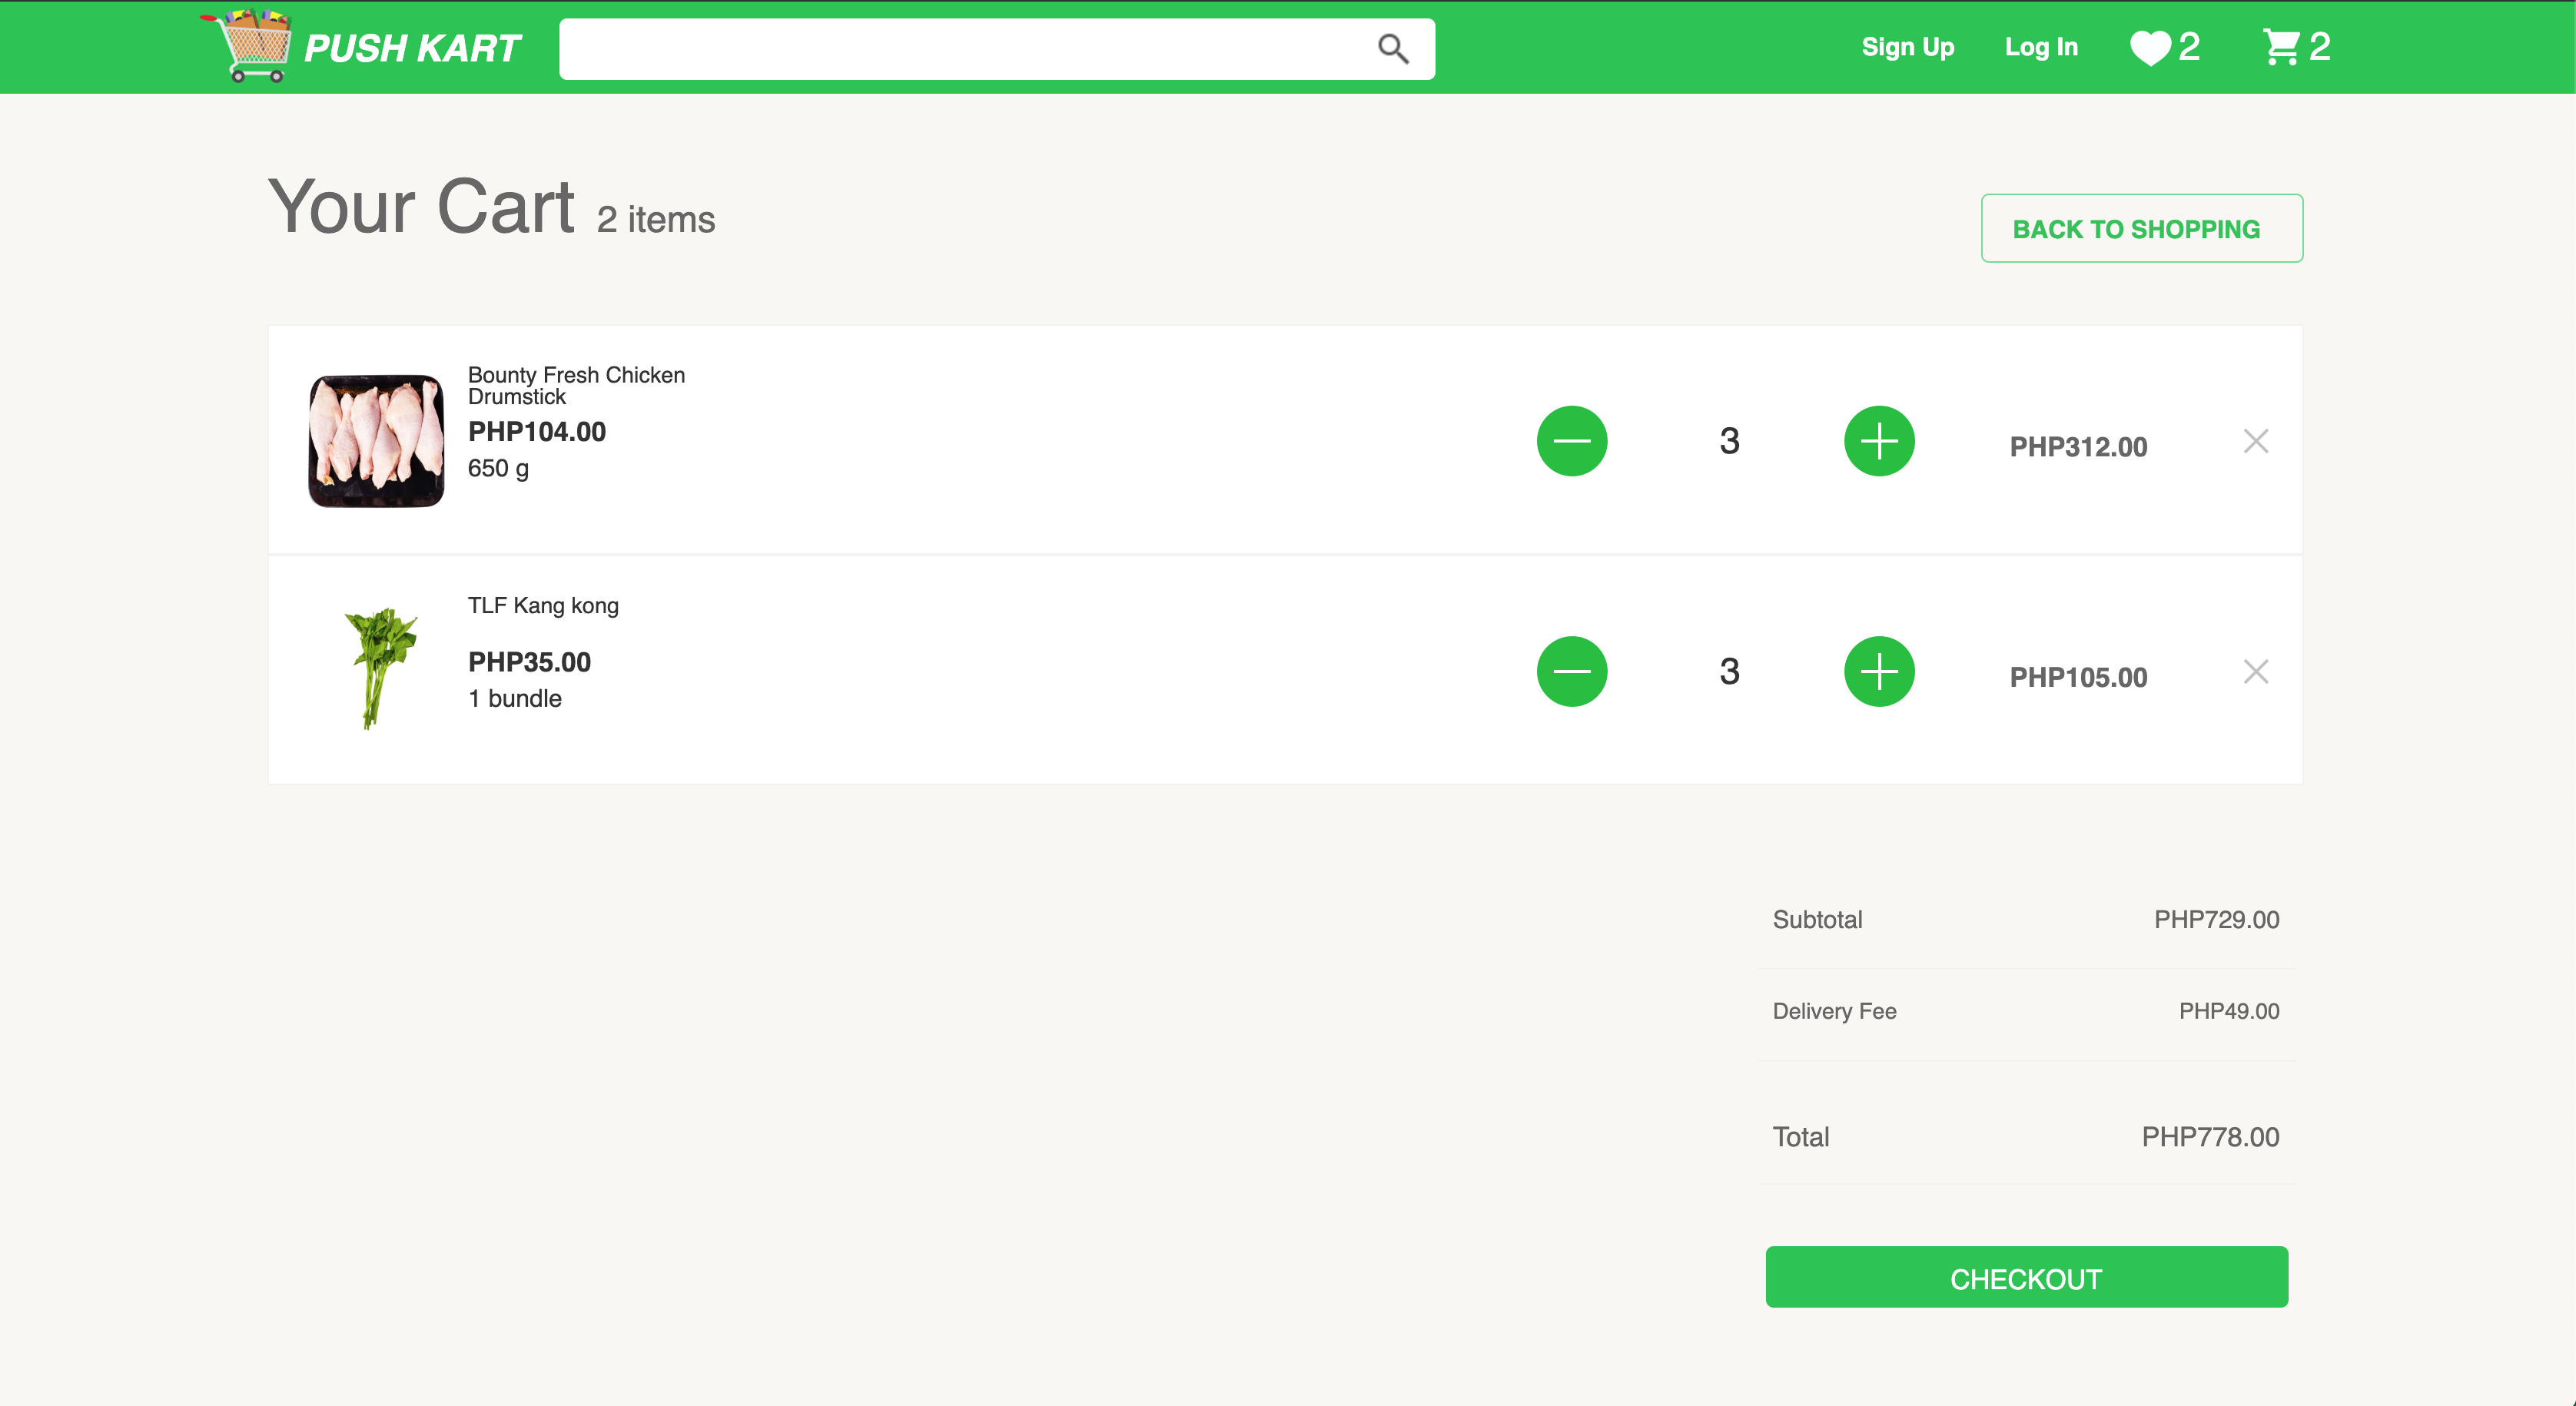 PUSH KART
Sign Up
Log In
2
2
Your Cart 2 items
BACK TO SHOPPING
Bounty Fresh Chicken
Drumstick
PHP104.00
650 g
3
PHP312.00
TLF Kang kong
PHP35.00
1 bundle
3
PHP105.00
Subtotal PHP729.00
Delivery Fee PHP49.00
Total PHP778.00
CHECKOUT